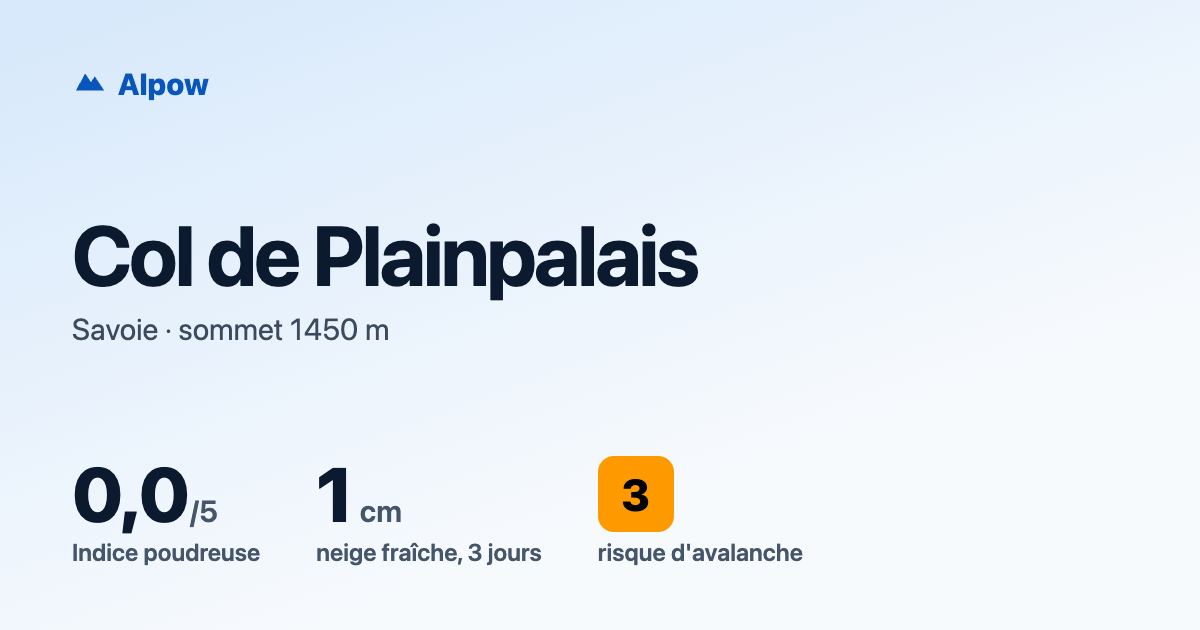 Alpow
Col de Plainpalais
Savoie · sommet 1450 m
0,0/5
Indice poudreuse
1 cm
neige fraîche, 3 jours
3
risque d'avalanche